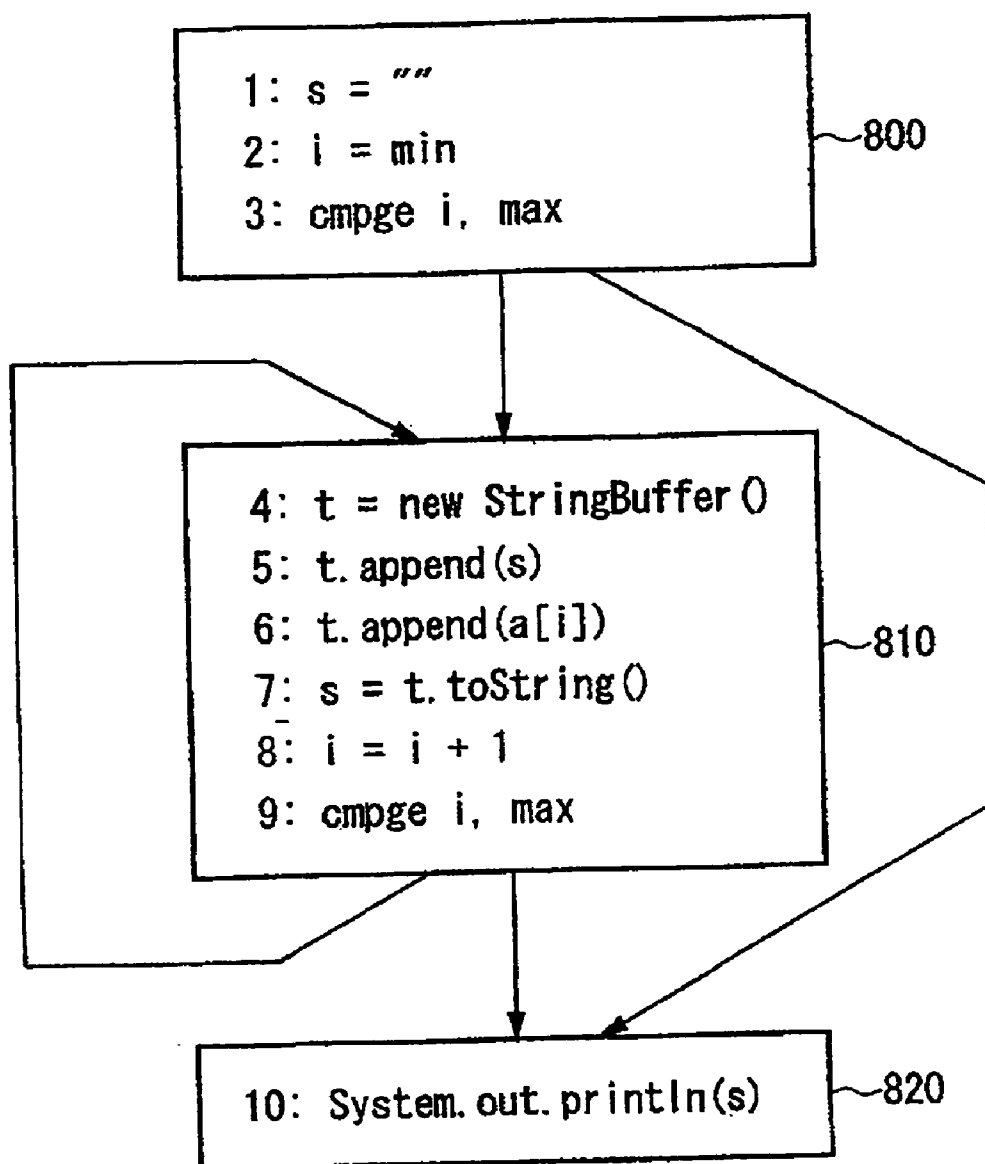 1: s = ""
2: i = min
3: cmpge i, max
800
4: t = new StringBuffer()
5: t.append(s)
6: t.append(a[i])
7: s = t.toString()
8: i = i + 1
9: cmpge i, max
810
10: System.out.println(s)
820